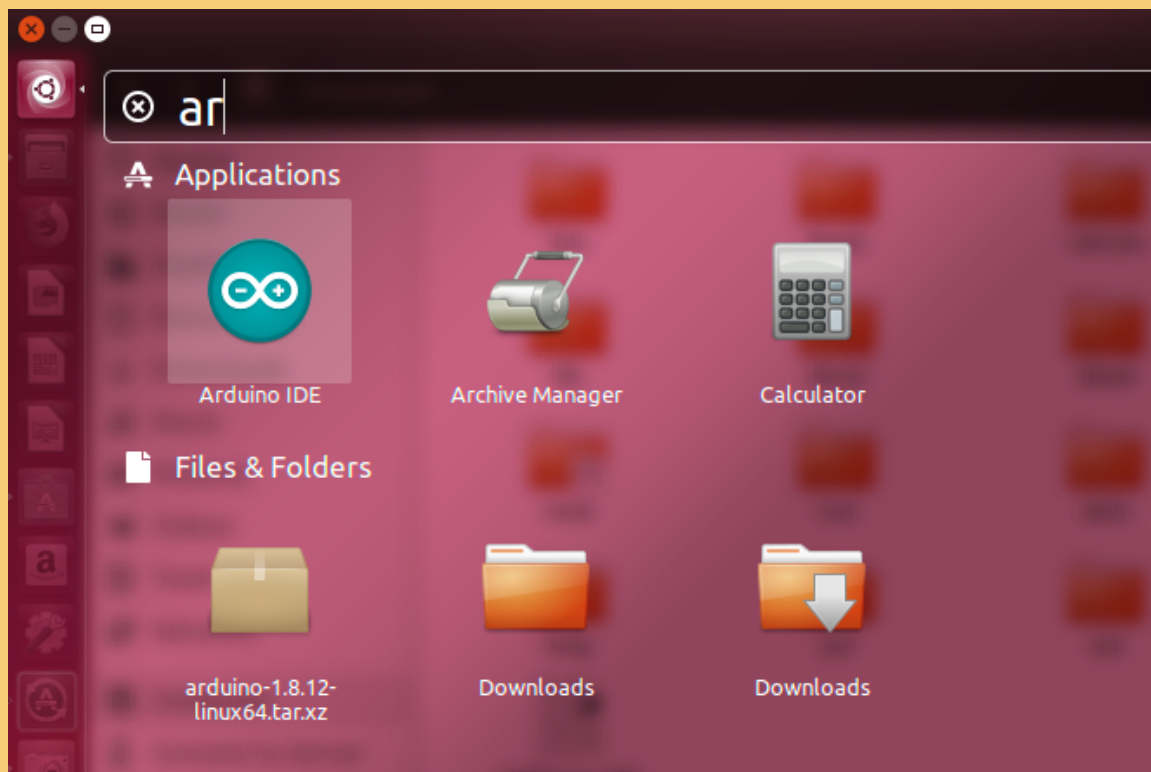 ar
Applications
Arduino IDE
Archive Manager
Calculator
Files & Folders
arduino-1.8.12-
linux64.tar.xz
Downloads
Downloads